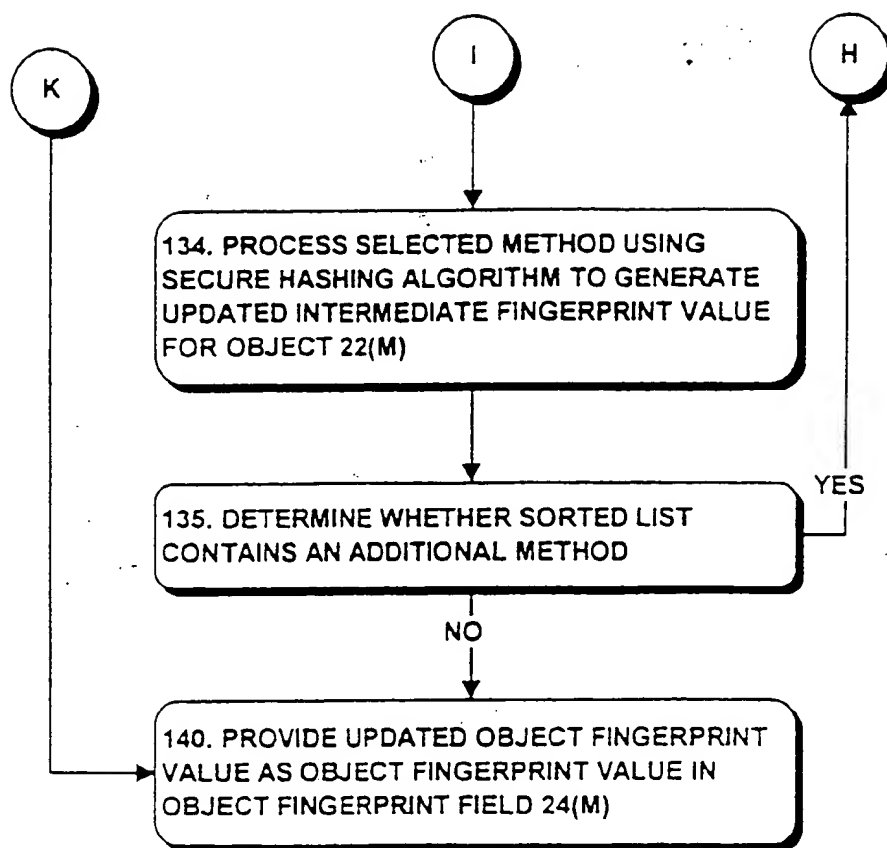 K
I
H
134. PROCESS SELECTED METHOD USING
SECURE HASHING ALGORITHM TO GENERATE
UPDATED INTERMEDIATE FINGERPRINT VALUE
FOR OBJECT 22(M)
YES
135. DETERMINE WHETHER SORTED LIST
CONTAINS AN ADDITIONAL METHOD
NO
140. PROVIDE UPDATED OBJECT FINGERPRINT
VALUE AS OBJECT FINGERPRINT VALUE IN
OBJECT FINGERPRINT FIELD 24(M)